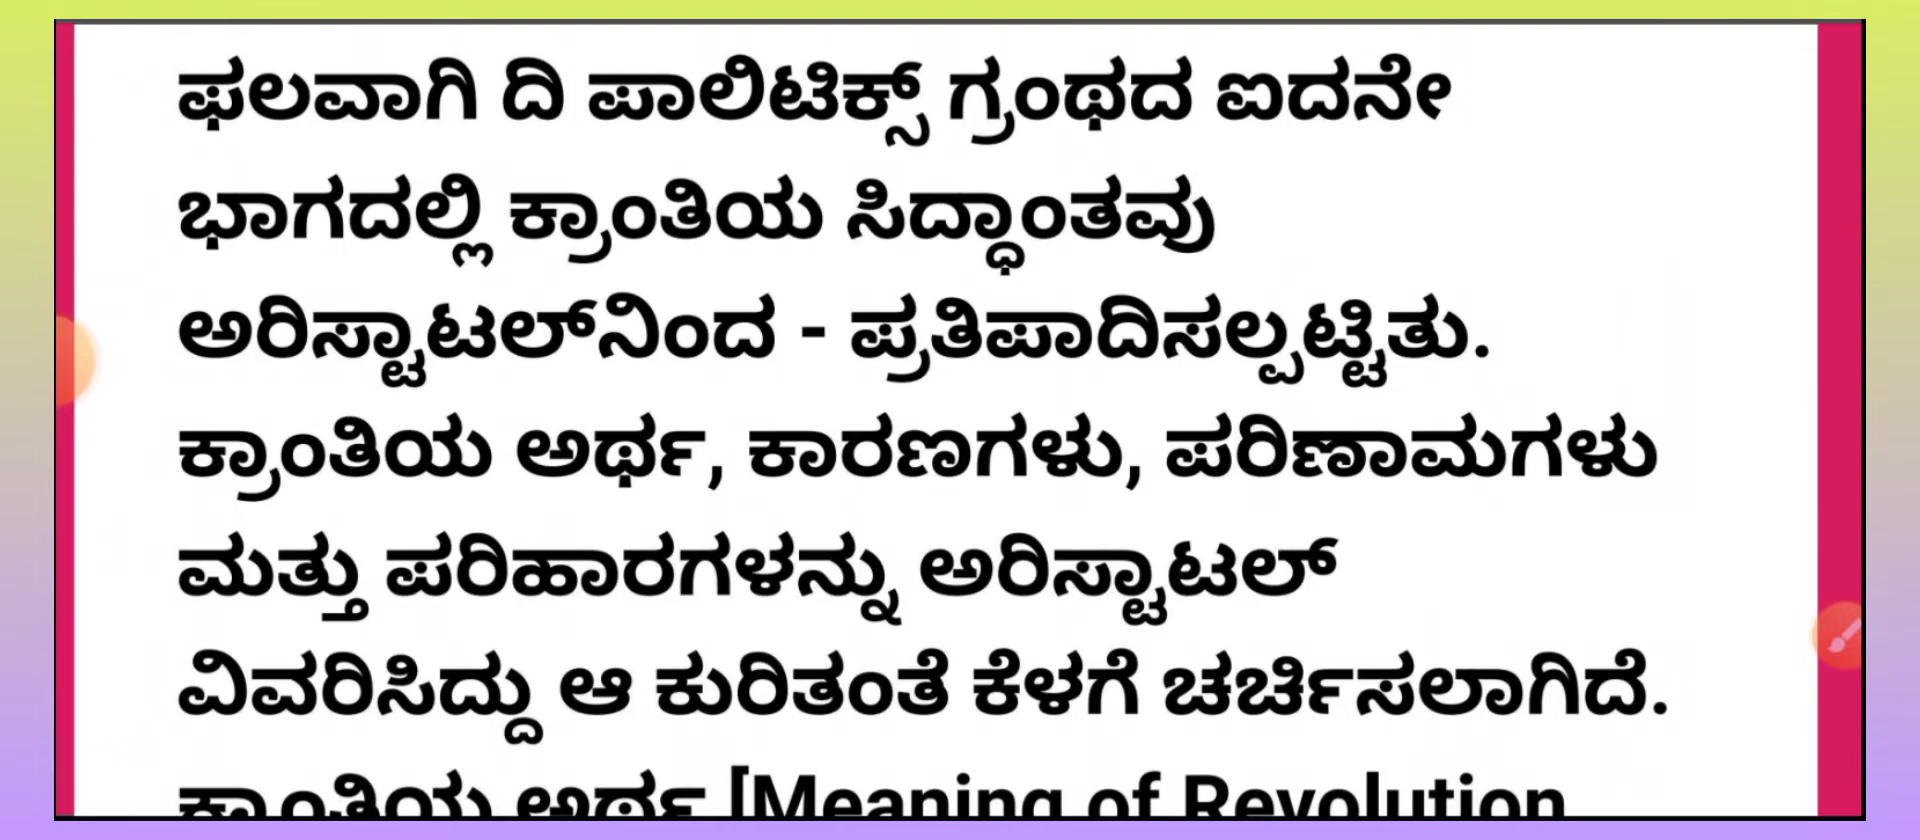 ಫಲವಾಗಿ ದಿ ಪಾಲಿಟಿಕ್ಸ್ ಗ್ರಂಥದ ಐದನೇ
ಭಾಗದಲ್ಲಿ ಕ್ರಾಂತಿಯ ಸಿದ್ಧಾಂತವು
ಅರಿಸ್ಟಾಟಲ್‌ನಿಂದ - ಪ್ರತಿಪಾದಿಸಲ್ಪಟ್ಟಿತು.
ಕ್ರಾಂತಿಯ ಅರ್ಥ, ಕಾರಣಗಳು, ಪರಿಣಾಮಗಳು
ಮತ್ತು ಪರಿಹಾರಗಳನ್ನು ಅರಿಸ್ಟಾಟಲ್
ವಿವರಿಸಿದ್ದು ಆ ಕುರಿತಂತೆ ಕೆಳಗೆ ಚರ್ಚಿಸಲಾಗಿದೆ.
ಕ್ರಾಂತಿಯ ಅರ್ಥ [Meaning of Revolution